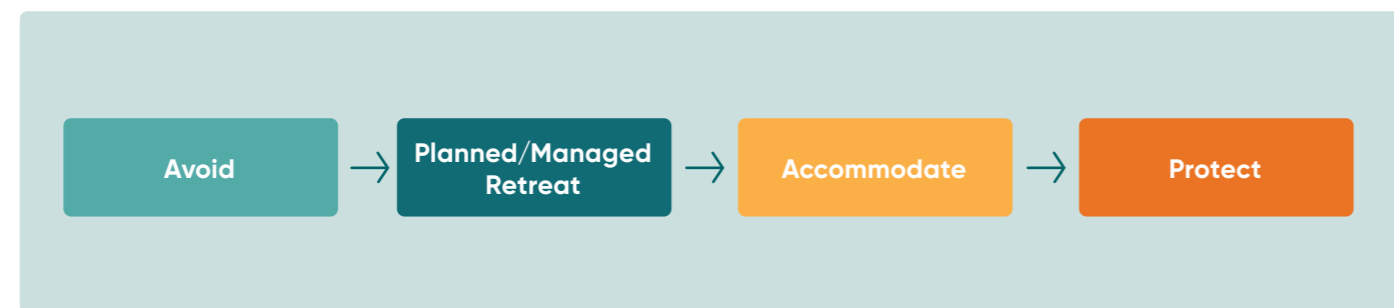 Avoid
Planned/Managed
Retreat
Accommodate
Protect